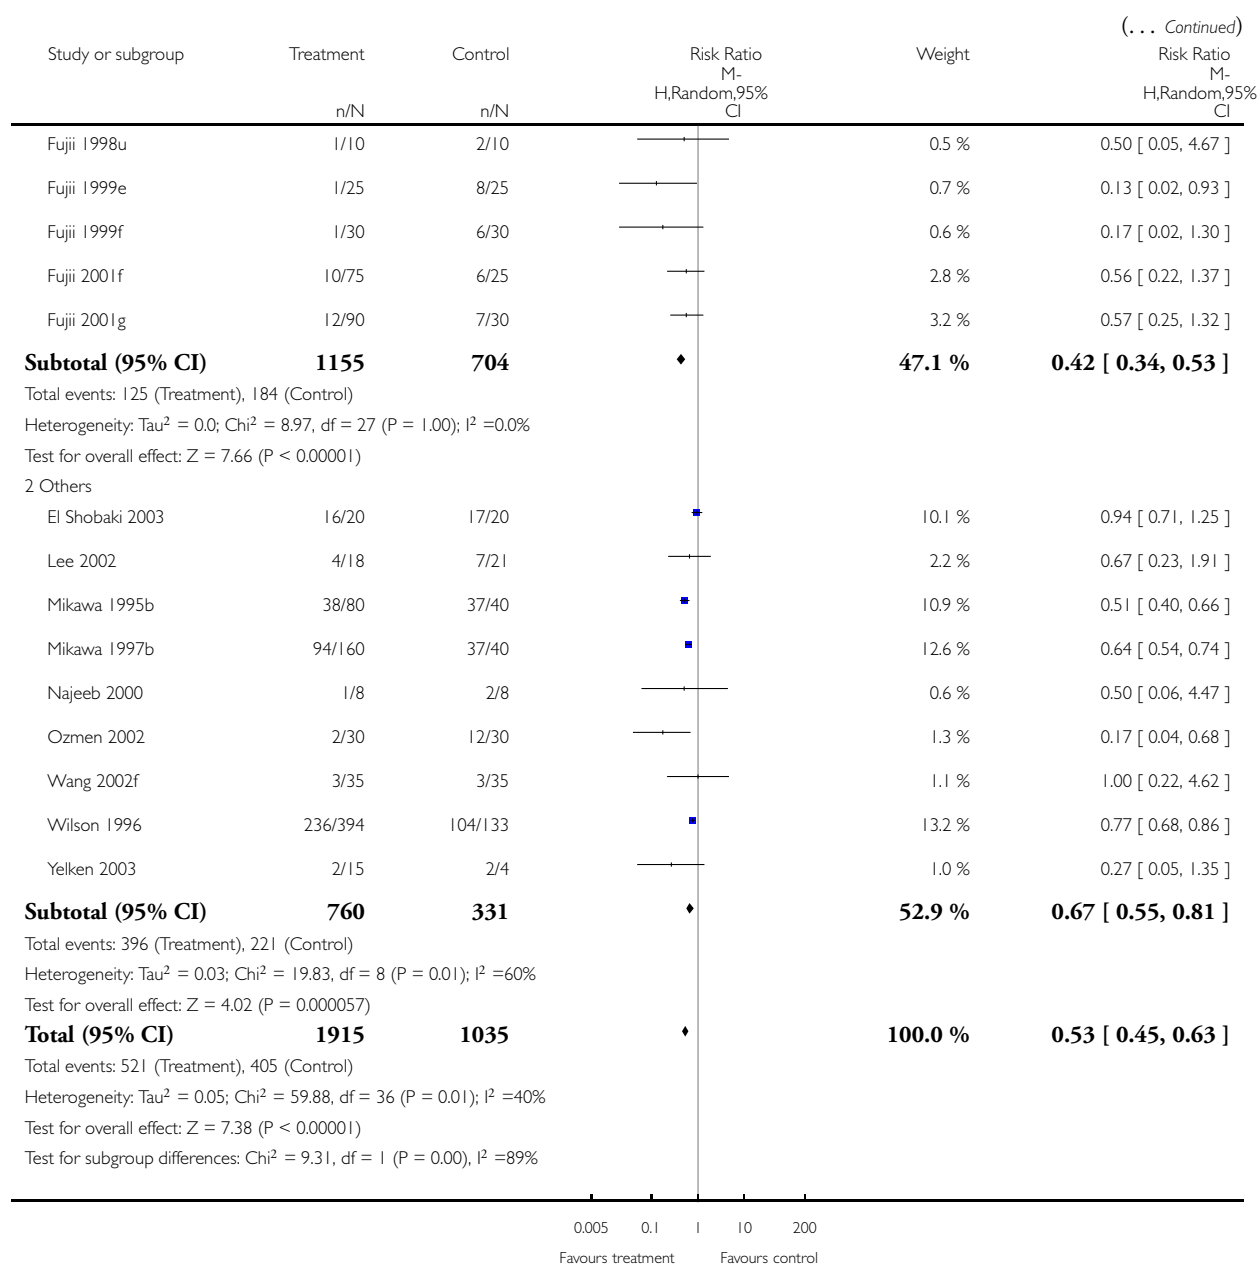 (... Continued)
Study or subgroup Treatment Control Risk Ratio Weight Risk Ratio
M- M-
H,Random,95% H,Random,95%
n/N n/N CI CI
Fujii 1998u 1/10 2/10 0.5 % 0.50 [ 0.05, 4.67 ]
Fujii 1999e 1/25 8/25 0.7 % 0.13 [ 0.02, 0.93 ]
Fujii 1999f 1/30 6/30 0.6 % 0.17 [ 0.02, 1.30 ]
Fujii 2001f 10/75 6/25 2.8 % 0.56 [ 0.22, 1.37 ]
Fujii 2001g 12/90 7/30 3.2 % 0.57 [ 0.25, 1.32 ]
Subtotal (95% CI) 1155 704 47.1 % 0.42 [ 0.34, 0.53 ]
Total events: 125 (Treatment), 184 (Control)
Heterogeneity: Tau² = 0.0; Chi² = 8.97, df = 27 (P = 1.00); I² =0.0%
Test for overall effect: Z = 7.66 (P < 0.00001)
2 Others
El Shobaki 2003 16/20 17/20 10.1 % 0.94 [ 0.71, 1.25 ]
Lee 2002 4/18 7/21 2.2 % 0.67 [ 0.23, 1.91 ]
Mikawa 1995b 38/80 37/40 10.9 % 0.51 [ 0.40, 0.66 ]
Mikawa 1997b 94/160 37/40 12.6 % 0.64 [ 0.54, 0.74 ]
Najeeb 2000 1/8 2/8 0.6 % 0.50 [ 0.06, 4.47 ]
Ozmen 2002 2/30 12/30 1.3 % 0.17 [ 0.04, 0.68 ]
Wang 2002f 3/35 3/35 1.1 % 1.00 [ 0.22, 4.62 ]
Wilson 1996 236/394 104/133 13.2 % 0.77 [ 0.68, 0.86 ]
Yelken 2003 2/15 2/4 1.0 % 0.27 [ 0.05, 1.35 ]
Subtotal (95% CI) 760 331 52.9 % 0.67 [ 0.55, 0.81 ]
Total events: 396 (Treatment), 221 (Control)
Heterogeneity: Tau² = 0.03; Chi² = 19.83, df = 8 (P = 0.01); I² =60%
Test for overall effect: Z = 4.02 (P = 0.000057)
Total (95% CI) 1915 1035 100.0 % 0.53 [ 0.45, 0.63 ]
Total events: 521 (Treatment), 405 (Control)
Heterogeneity: Tau² = 0.05; Chi² = 59.88, df = 36 (P = 0.01); I² =40%
Test for overall effect: Z = 7.38 (P < 0.00001)
Test for subgroup differences: Chi² = 9.31, df = 1 (P = 0.00), I² =89%
0.005 0.1 1 10 200
Favours treatment Favours control